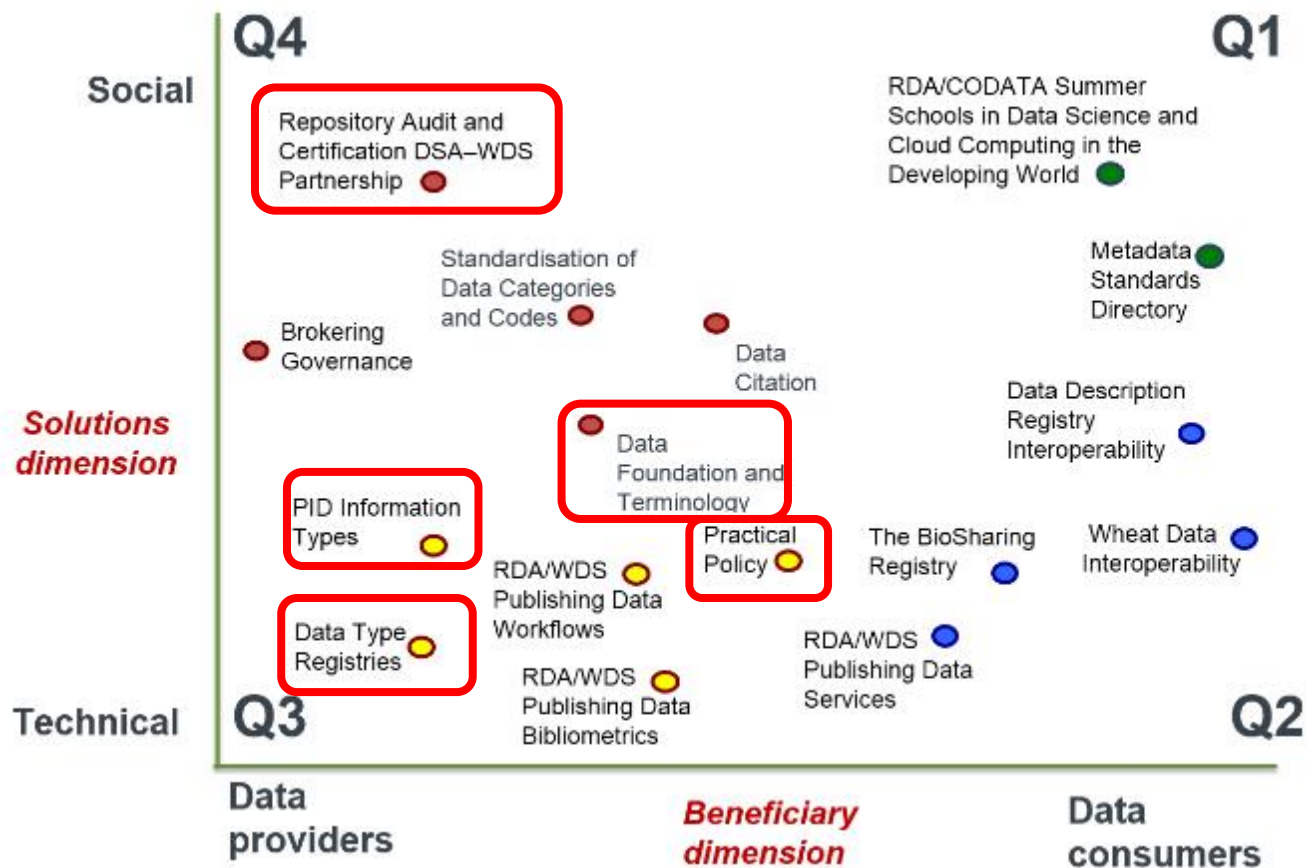 Q4
Q1
Social
RDA/CODATA Summer
Schools in Data Science and
Cloud Computing in the
Developing World
Repository Audit and
Certification DSA–WDS
Partnership
Standardisation of
Data Categories
and Codes
Metadata
Standards
Directory
Brokering
Governance
Data
Citation
Data Description
Registry
Interoperability
Solutions
dimension
Data
Foundation and
Terminology
PID Information
Types
Practical
Policy
The BioSharing
Registry
Wheat Data
Interoperability
RDA/WDS
Publishing Data
Workflows
Data Type
Registries
RDA/WDS
Publishing Data
Services
RDA/WDS
Publishing Data
Bibliometrics
Technical
Q3
Q2
Data
providers
Beneficiary
dimension
Data
consumers